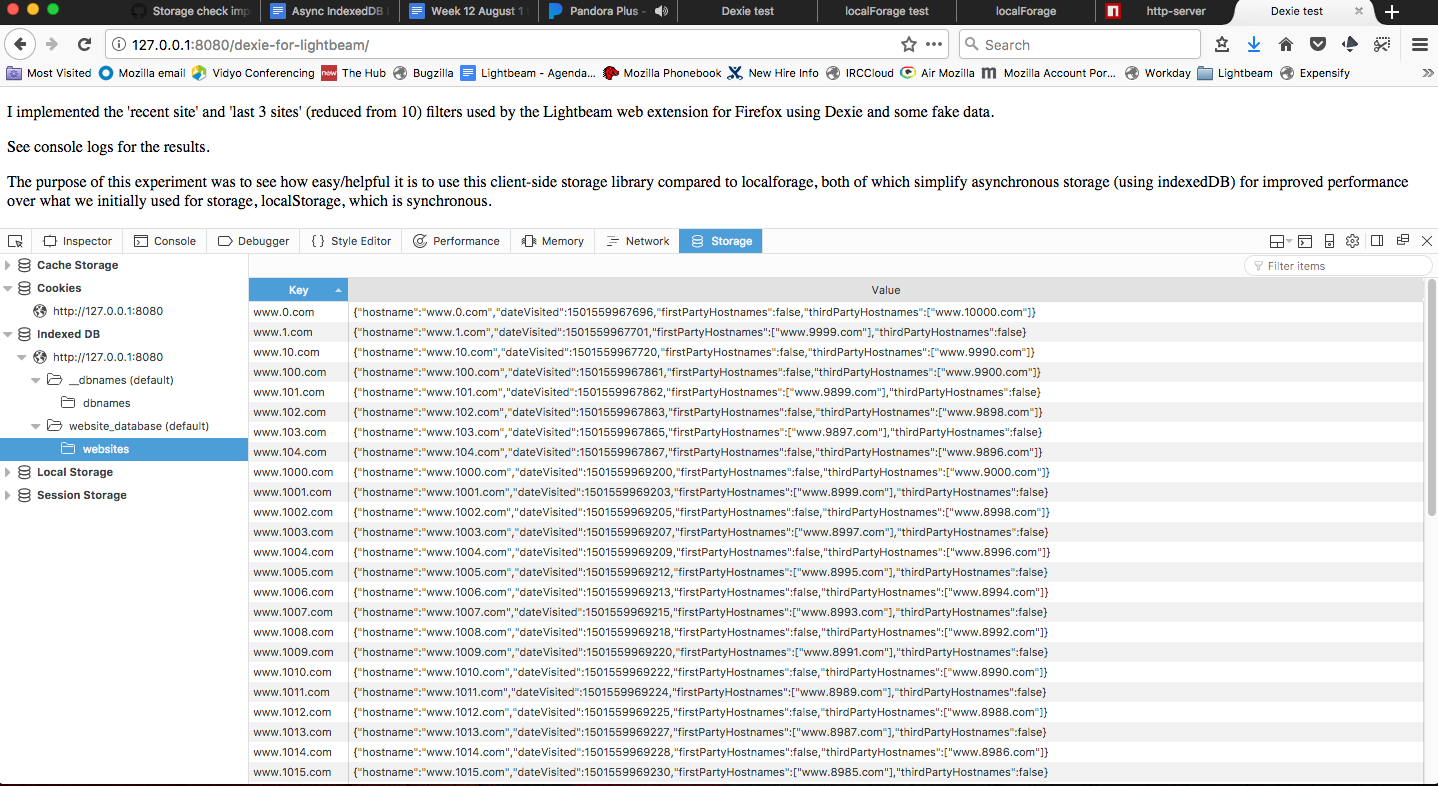 Storage check imp
Async IndexedDB
Week 12 August 1
Pandora Plus -
Dexie test
localForage test
localForage
http-server
Dexie test
127.0.0.1:8080/dexie-for-lightbeam/
Search
Most Visited
Mozilla email
Vidyo Conferencing
The Hub
Bugzilla
Lightbeam - Agenda...
Mozilla Phonebook
New Hire Info
IRCCloud
Air Mozilla
Mozilla Account Por...
Workday
Lightbeam
Expensify
I implemented the 'recent site' and 'last 3 sites' (reduced from 10) filters used by the Lightbeam web extension for Firefox using Dexie and some fake data.
See console logs for the results.
The purpose of this experiment was to see how easy/helpful it is to use this client-side storage library compared to localforage, both of which simplify asynchronous storage (using indexedDB) for improved performance
over what we initially used for storage, localStorage, which is synchronous.
Inspector
Console
Debugger
{ } Style Editor
Performance
Memory
Network
Storage
Cache Storage
Cookies
http://127.0.0.1:8080
Indexed DB
http://127.0.0.1:8080
__dbnames (default)
dbnames
website_database (default)
websites
Local Storage
Session Storage
Filter items
Key Value
www.0.com {"hostname":"www.0.com","dateVisited":1501559967696,"firstPartyHostnames":false,"thirdPartyHostnames":["www.10000.com"]}
www.1.com {"hostname":"www.1.com","dateVisited":1501559967701,"firstPartyHostnames":["www.9999.com"],"thirdPartyHostnames":false}
www.10.com {"hostname":"www.10.com","dateVisited":1501559967720,"firstPartyHostnames":false,"thirdPartyHostnames":["www.9990.com"]}
www.100.com {"hostname":"www.100.com","dateVisited":1501559967861,"firstPartyHostnames":false,"thirdPartyHostnames":["www.9900.com"]}
www.101.com {"hostname":"www.101.com","dateVisited":1501559967862,"firstPartyHostnames":["www.9899.com"],"thirdPartyHostnames":false}
www.102.com {"hostname":"www.102.com","dateVisited":1501559967863,"firstPartyHostnames":false,"thirdPartyHostnames":["www.9898.com"]}
www.103.com {"hostname":"www.103.com","dateVisited":1501559967865,"firstPartyHostnames":["www.9897.com"],"thirdPartyHostnames":false}
www.104.com {"hostname":"www.104.com","dateVisited":1501559967867,"firstPartyHostnames":false,"thirdPartyHostnames":["www.9896.com"]}
www.1000.com {"hostname":"www.1000.com","dateVisited":1501559969200,"firstPartyHostnames":false,"thirdPartyHostnames":["www.9000.com"]}
www.1001.com {"hostname":"www.1001.com","dateVisited":1501559969203,"firstPartyHostnames":["www.8999.com"],"thirdPartyHostnames":false}
www.1002.com {"hostname":"www.1002.com","dateVisited":1501559969205,"firstPartyHostnames":false,"thirdPartyHostnames":["www.8998.com"]}
www.1003.com {"hostname":"www.1003.com","dateVisited":1501559969207,"firstPartyHostnames":["www.8997.com"],"thirdPartyHostnames":false}
www.1004.com {"hostname":"www.1004.com","dateVisited":1501559969209,"firstPartyHostnames":false,"thirdPartyHostnames":["www.8996.com"]}
www.1005.com {"hostname":"www.1005.com","dateVisited":1501559969212,"firstPartyHostnames":["www.8995.com"],"thirdPartyHostnames":false}
www.1006.com {"hostname":"www.1006.com","dateVisited":1501559969213,"firstPartyHostnames":false,"thirdPartyHostnames":["www.8994.com"]}
www.1007.com {"hostname":"www.1007.com","dateVisited":1501559969215,"firstPartyHostnames":["www.8993.com"],"thirdPartyHostnames":false}
www.1008.com {"hostname":"www.1008.com","dateVisited":1501559969218,"firstPartyHostnames":false,"thirdPartyHostnames":["www.8992.com"]}
www.1009.com {"hostname":"www.1009.com","dateVisited":1501559969220,"firstPartyHostnames":["www.8991.com"],"thirdPartyHostnames":false}
www.1010.com {"hostname":"www.1010.com","dateVisited":1501559969222,"firstPartyHostnames":false,"thirdPartyHostnames":["www.8990.com"]}
www.1011.com {"hostname":"www.1011.com","dateVisited":1501559969224,"firstPartyHostnames":["www.8989.com"],"thirdPartyHostnames":false}
www.1012.com {"hostname":"www.1012.com","dateVisited":1501559969225,"firstPartyHostnames":false,"thirdPartyHostnames":["www.8988.com"]}
www.1013.com {"hostname":"www.1013.com","dateVisited":1501559969227,"firstPartyHostnames":["www.8987.com"],"thirdPartyHostnames":false}
www.1014.com {"hostname":"www.1014.com","dateVisited":1501559969228,"firstPartyHostnames":false,"thirdPartyHostnames":["www.8986.com"]}
www.1015.com {"hostname":"www.1015.com","dateVisited":1501559969230,"firstPartyHostnames":["www.8985.com"],"thirdPartyHostnames":false}